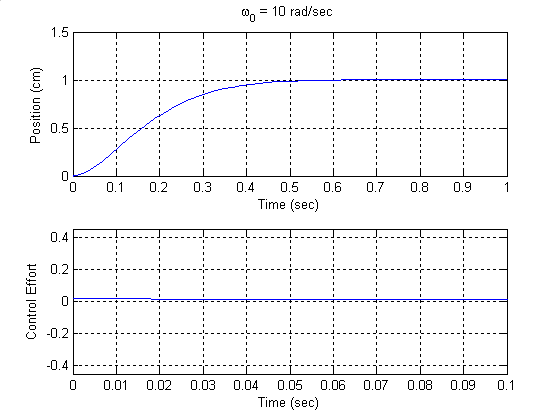 ω0 = 10 rad/sec
1.5
1
0.5
0
Position (cm)
0 0.1 0.2 0.3 0.4 0.5 0.6 0.7 0.8 0.9 1
Time (sec)
0.4
0.2
0
-0.2
-0.4
Control Effort
0 0.01 0.02 0.03 0.04 0.05 0.06 0.07 0.08 0.09 0.1
Time (sec)